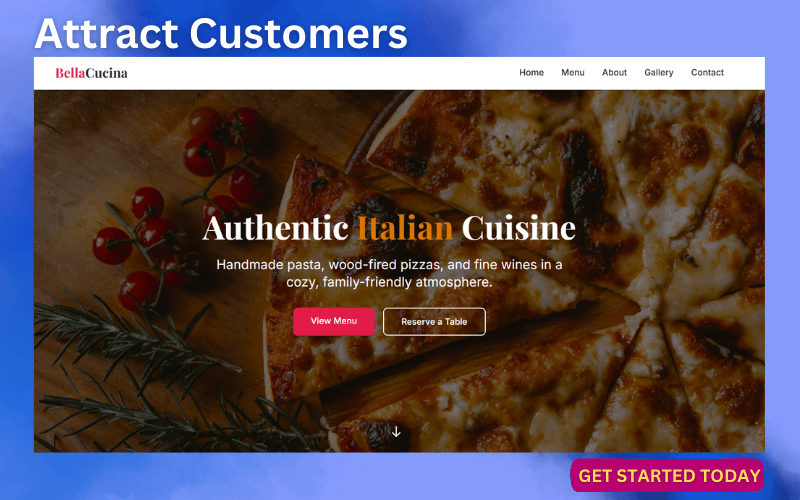 Attract Customers
BellaCucina
Home Menu About Gallery Contact
Authentic Italian Cuisine
Handmade pasta, wood-fired pizzas, and fine wines in a
cozy, family-friendly atmosphere.
View Menu Reserve a Table
GET STARTED TODAY